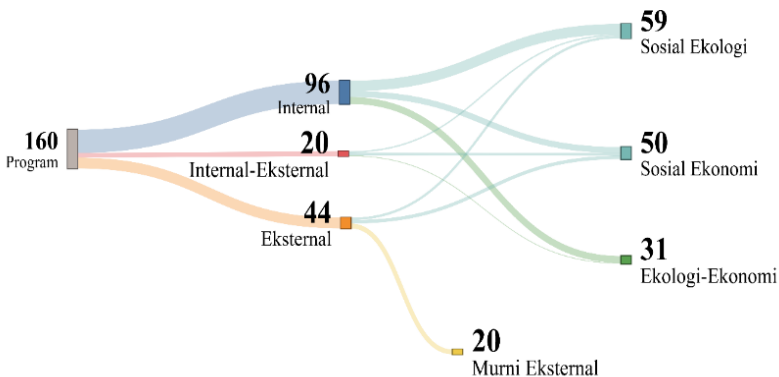 160
Program
96
Internal
20
Internal-Eksternal
44
Eksternal
59
Sosial Ekologi
50
Sosial Ekonomi
31
Ekologi-Ekonomi
20
Murni Eksternal